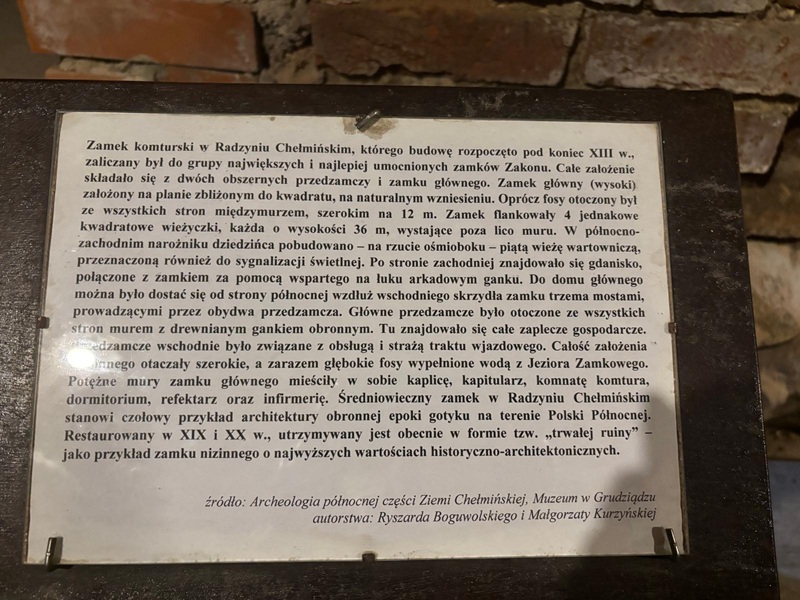 Zamek komturski w Radzyniu Chełmińskim, którego budowę rozpoczęto pod koniec XIII w.,
zaliczany był do grupy największych i najlepiej umocnionych zamków Zakonu. Całe założenie
składało się z dwóch obszernych przedzamczy i zamku głównego. Zamek główny (wysoki)
założony na planie zbliżonym do kwadratu, na naturalnym wzniesieniu. Oprócz fosy otoczony był
ze wszystkich stron międzymurzem, szerokim na 12 m. Zamek flankowały 4 jednakowe
kwadratowe wieżyczki, każda o wysokości 36 m, wystające poza lico muru. W północno-
zachodnim narożniku dziedzińca pobudowano – na rzucie ośmioboku – piątą wieżę wartowniczą,
przeznaczoną również do sygnalizacji świetlnej. Po stronie zachodniej znajdowało się gdanisko,
połączone z zamkiem za pomocą wspartego na łuku arkadowym ganku. Do domu głównego
można było dostać się od strony północnej wzdłuż wschodniego skrzydła zamku trzema mostami,
prowadzącymi przez obydwa przedzamcza. Główne przedzamcze było otoczone ze wszystkich
stron murem z drewnianym gankiem obronnym. Tu znajdowało się całe zaplecze gospodarcze.
wschodnie było związane z obsługą i strażą traktu wjazdowego. Całość założenia
otaczały szerokie, a zarazem głębokie fosy wypełnione wodą z Jeziora Zamkowego.
Potężne mury zamku głównego mieściły w sobie kaplicę, kapitularz, komnatę komtura,
dormitorium, refektarz oraz infirmerię. Średniowieczny zamek w Radzyniu Chełmińskim
stanowi czołowy przykład architektury obronnej epoki gotyku na terenie Polski Północnej.
Restaurowany w XIX i XX w., utrzymywany jest obecnie w formie tzw. „trwałej ruiny” –
jako przykład zamku nizinnego o najwyższych wartościach historyczno-architektonicznych.
źródło: Archeologia północnej części Ziemi Chełmińskiej, Muzeum w Grudziądzu
autorstwa: Ryszarda Boguwolskiego i Małgorzaty Kurzyńskiej